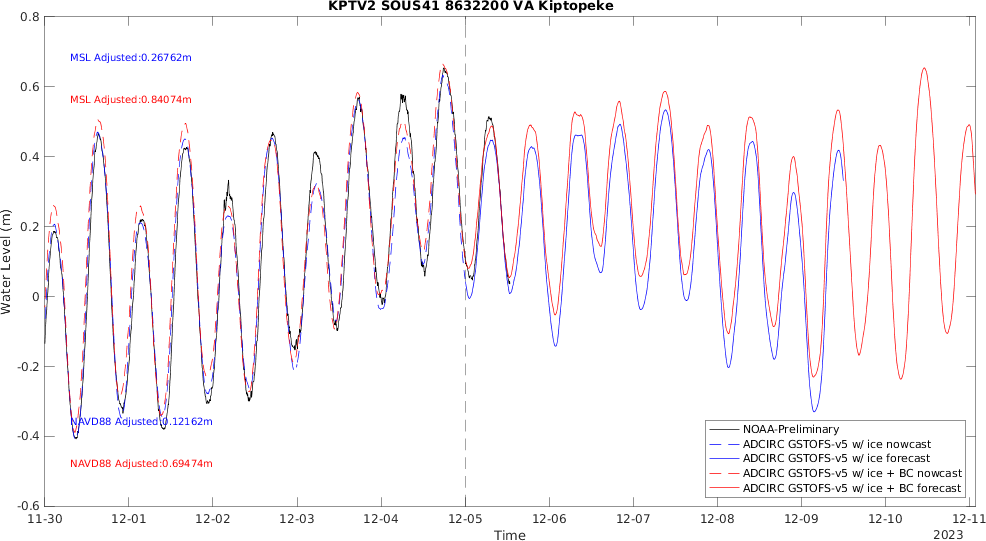 KPTV2 SOUS41 8632200 VA Kiptopeke
0.8
0.6
0.4
0.2
0
-0.2
-0.4
-0.6
Water Level (m)
MSL Adjusted:0.26762m
MSL Adjusted:0.84074m
NAVD88 Adjusted:0.12162m
NAVD88 Adjusted:0.69474m
NOAA-Preliminary
ADCIRC GSTOFS-v5 w/ ice nowcast
ADCIRC GSTOFS-v5 w/ ice forecast
ADCIRC GSTOFS-v5 w/ ice + BC nowcast
ADCIRC GSTOFS-v5 w/ ice + BC forecast
11-30 12-01 12-02 12-03 12-04 12-05 12-06 12-07 12-08 12-09 12-10 12-11
Time
2023